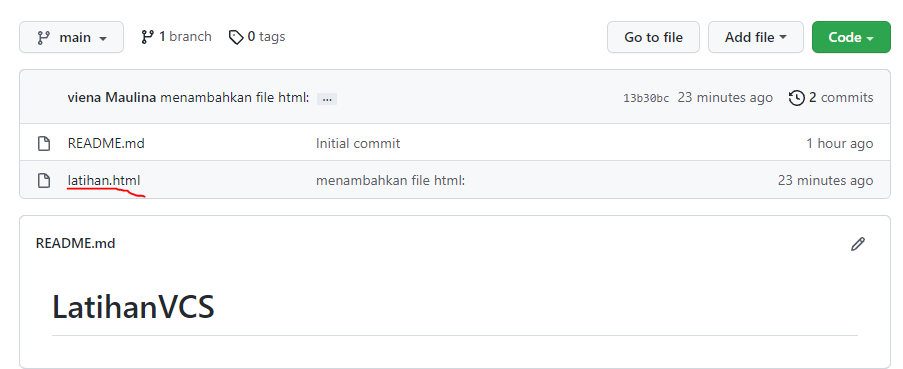 main 1 branch 0 tags Go to file Add file Code
viena Maulina menambahkan file html: ... 13b30bc 23 minutes ago 2 commits
README.md Initial commit 1 hour ago
latihan.html menambahkan file html: 23 minutes ago
README.md
LatihanVCS